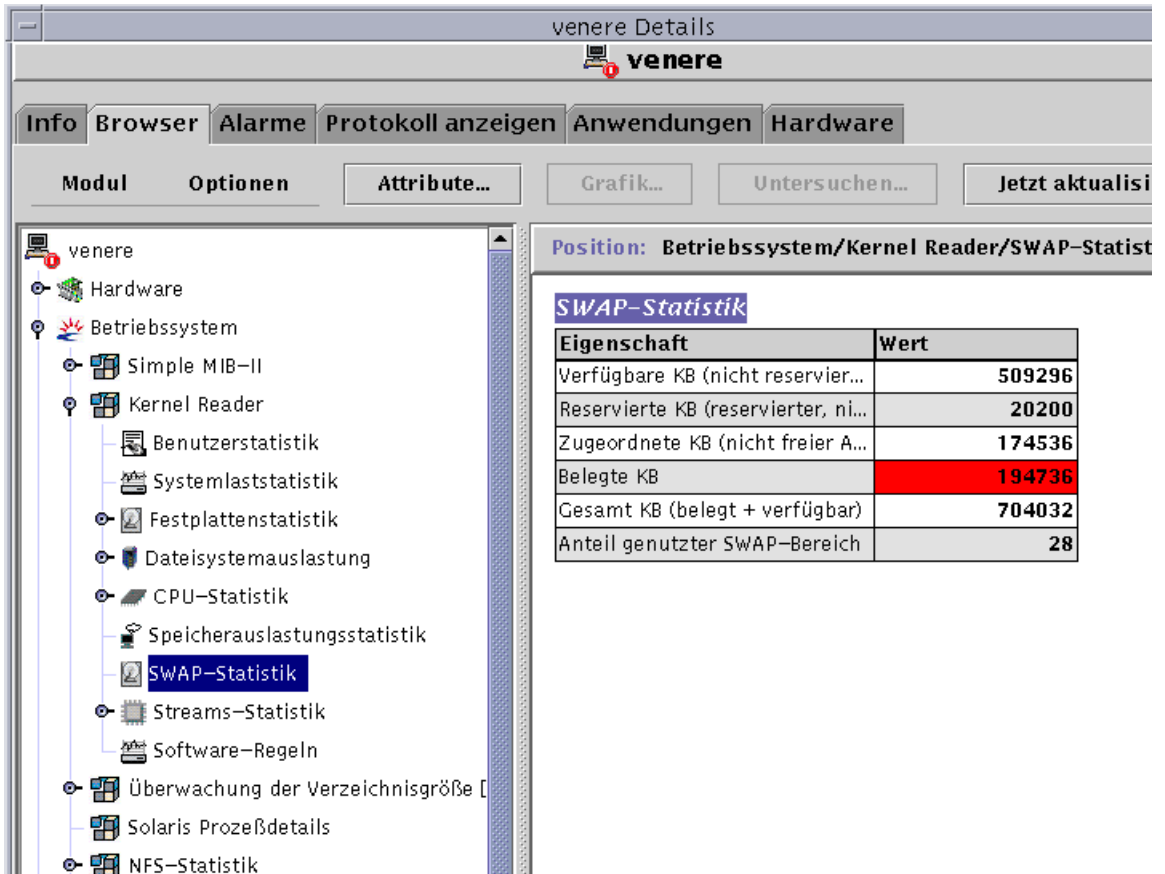 venere Details
venere
Info Browser Alarme Protokoll anzeigen Anwendungen Hardware
Modul Optionen Attribute... Grafik... Untersuchen... Jetzt aktualisi
venere
Hardware
Betriebssystem
Simple MIB-II
Kernel Reader
Benutzerstatistik
Systemlaststatistik
Festplattenstatistik
Dateisystemauslastung
CPU-Statistik
Speicherauslastungsstatistik
SWAP-Statistik
Streams-Statistik
Software-Regeln
Überwachung der Verzeichnisgröße [
Solaris Prozeßdetails
NFS-Statistik
Position: Betriebssystem/Kernel Reader/SWAP-Statist
SWAP-Statistik
Eigenschaft Wert
Verfügbare KB (nicht reservier... 509296
Reservierte KB (reservierter, ni... 20200
Zugeordnete KB (nicht freier A... 174536
Belegte KB 194736
Gesamt KB (belegt + verfügbar) 704032
Anteil genutzter SWAP-Bereich 28